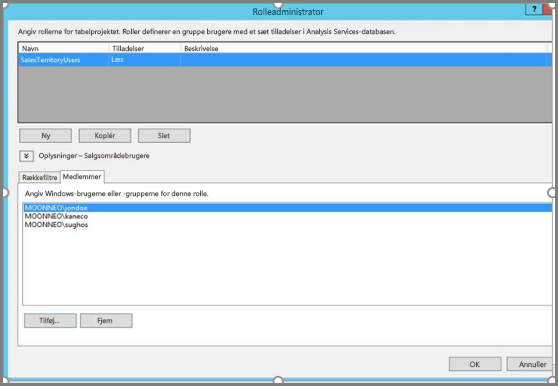 Rolleadministrator
?
Angiv rollerne for tabelprojektet. Roller definerer en gruppe brugere med et sæt tilladelser i Analysis Services-databasen.
Navn Tilladelser Beskrivelse
SalesTerritoryUsers Læs
Ny Kopiér Slet
Oplysninger – Salgsområdebrugere
Rækkefiltre Medlemmer
Angiv Windows-brugerne eller -grupperne for denne rolle.
MOONNEO\jondoe
MOONNEO\kaneco
MOONNEO\sughos
Tilføj... Fjern
OK Annuller